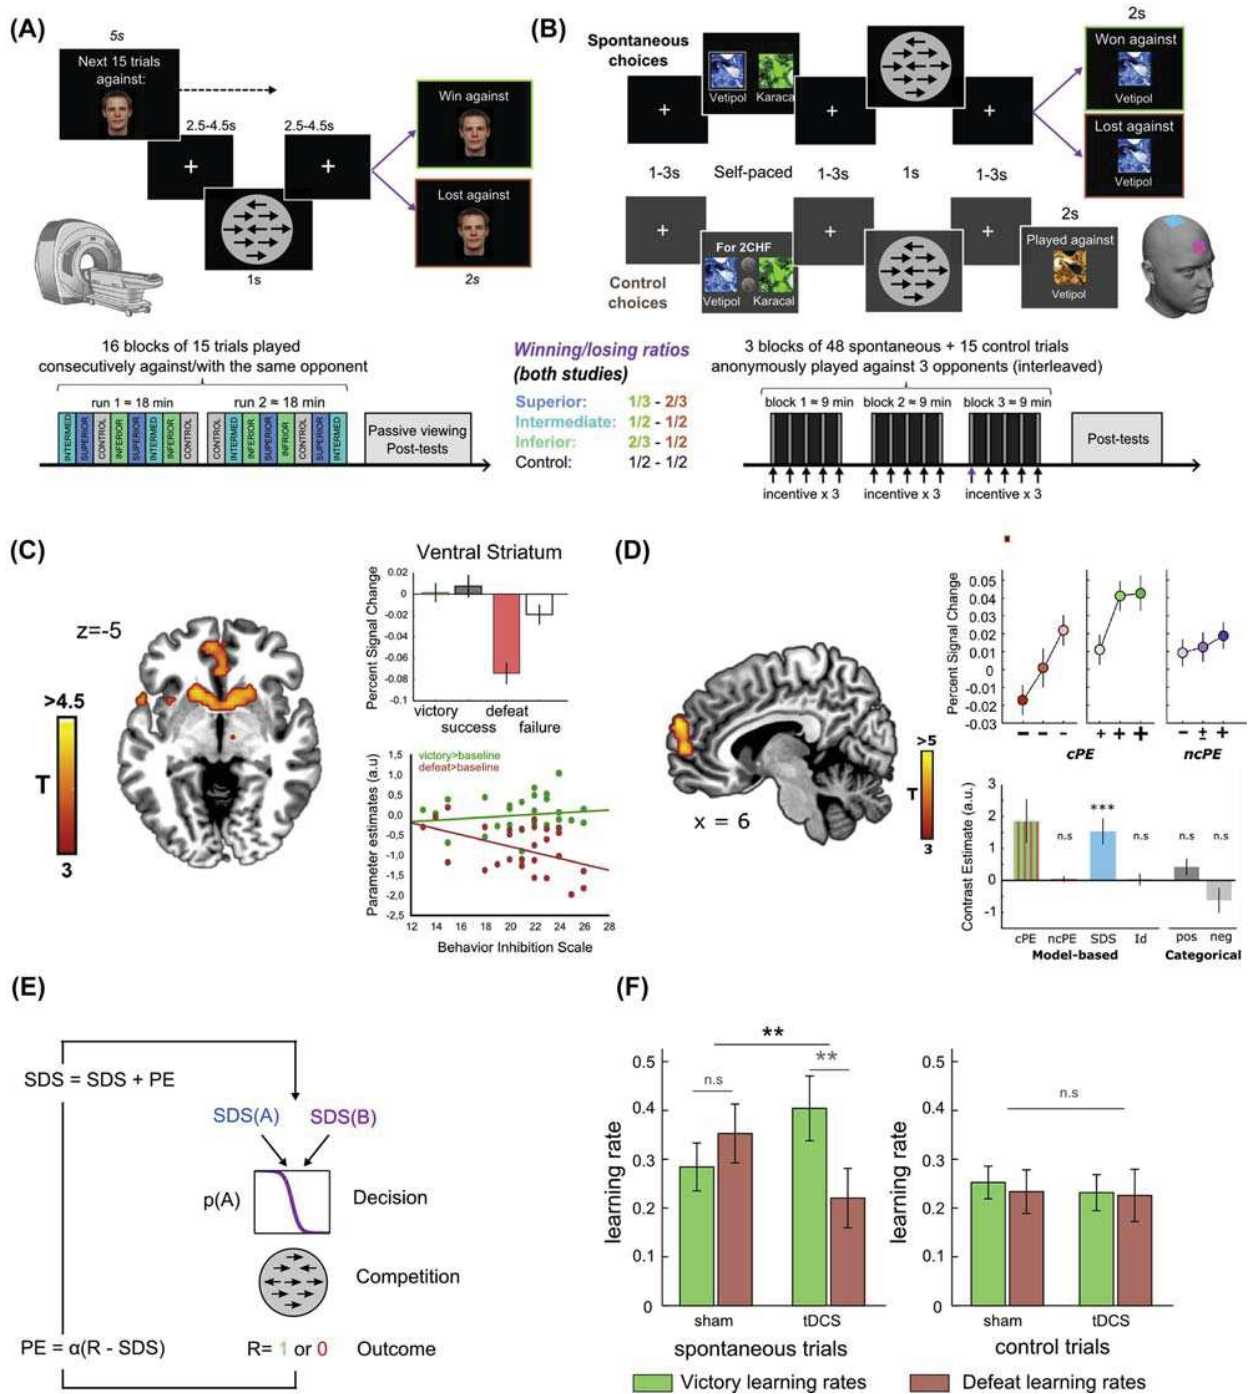 (A)
5s
Next 15 trials
against:
2.5-4.5s
2.5-4.5s
1s
Win against
Lost against
2s
16 blocks of 15 trials played
consecutively against/with the same opponent
run 1 ≈ 18 min
run 2 ≈ 18 min
INTERMED
SUPERIOR
CONTROL
INFERIOR
SUPERIOR
INTERMED
INFERIOR
CONTROL
CONTROL
INTERMED
INFERIOR
SUPERIOR
INFRIOR
CONTROL
SUPERIOR
INTERMED
Passive viewing
Post-tests
Winning/losing ratios
(both studies)
Superior: 1/3 - 2/3
Intermediate: 1/2 - 1/2
Inferior: 2/3 - 1/2
Control: 1/2 - 1/2
(B)
Spontaneous
choices
Vetipol Karaca
1-3s Self-paced 1-3s 1s 1-3s
2s
Won against
Vetipol
Lost against
Vetipol
For 2CHF
Vetipol Karacal
Control
choices
2s
Played against
Vetipol
3 blocks of 48 spontaneous + 15 control trials
anonymously played against 3 opponents (interleaved)
block 1 ≈ 9 min
block 2 ≈ 9 min
block 3 ≈ 9 min
incentive x 3
incentive x 3
incentive x 3
Post-tests
(C)
z=-5
>4.5
T
3
Ventral Striatum
Percent Signal Change
0.02
0
-0.02
-0.04
-0.06
-0.08
-0.1
victory
success
defeat
failure
Parameter estimates (a.u)
victory>baseline
defeat>baseline
1,5
1,0
0,5
-0,0
-0,5
-1,0
-1,5
-2,0
-2,5
12 14 16 18 20 22 24 26 28
Behavior Inhibition Scale
(D)
x = 6
>5
T
3
Percent Signal Change
0.05
0.04
0.03
0.02
0.01
0
-0.01
-0.02
-0.03
- - - + + + - ± +
cPE ncPE
Contrast Estimate (a.u.)
3
2
1
0
-1
n.s *** n.s n.s n.s
cPE ncPE SDS Id pos neg
Model-based Categorical
(E)
SDS = SDS + PE
SDS(A) SDS(B)
p(A)
Decision
Competition
PE = α(R - SDS)
R= 1 or 0 Outcome
(F)
learning rate
0.5
0.4
0.3
0.2
0.1
0
**
n.s
**
sham tDCS
spontaneous trials
learning rate
0.5
0.4
0.3
0.2
0.1
0
n.s
sham tDCS
control trials
Victory learning rates Defeat learning rates